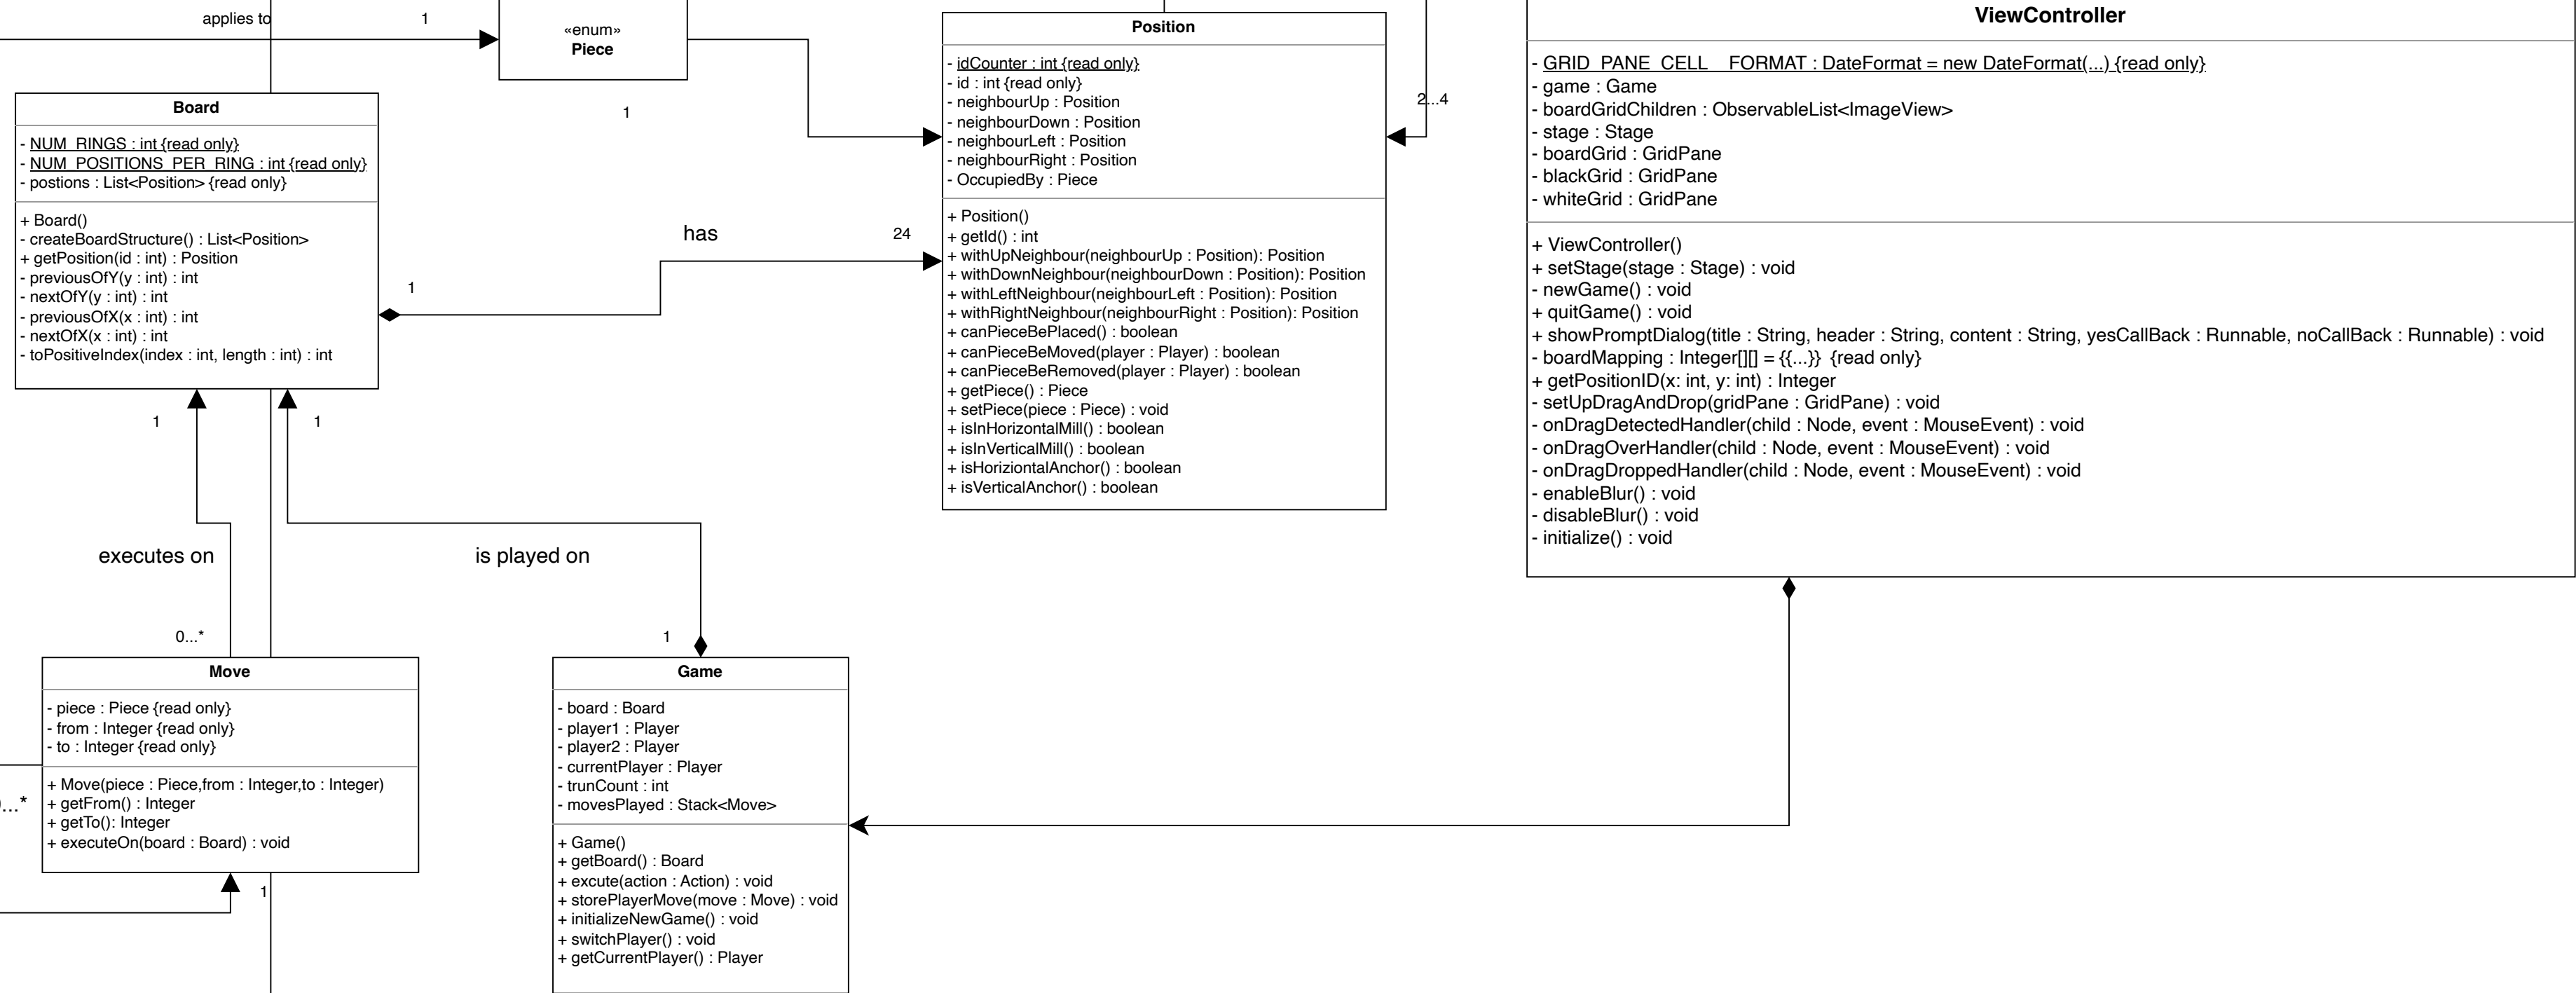 applies to
1
«enum»
Piece
1
Board
- NUM_RINGS : int {read only}
- NUM_POSITIONS_PER_RING : int {read only}
- postions : List<Position> {read only}
+ Board()
- createBoardStructure() : List<Position>
+ getPosition(id : int) : Position
- previousOfY(y : int) : int
- nextOfY(y : int) : int
- previousOfX(x : int) : int
- nextOfX(x : int) : int
- toPositiveIndex(index : int, length : int) : int
has
24
1
Position
- idCounter : int {read only}
- id : int {read only}
- neighbourUp : Position
- neighbourDown : Position
- neighbourLeft : Position
- neighbourRight : Position
- OccupiedBy : Piece
+ Position()
+ getId() : int
+ withUpNeighbour(neighbourUp : Position): Position
+ withDownNeighbour(neighbourDown : Position): Position
+ withLeftNeighbour(neighbourLeft : Position): Position
+ withRightNeighbour(neighbourRight : Position): Position
+ canPieceBePlaced() : boolean
+ canPieceBeMoved(player : Player) : boolean
+ canPieceBeRemoved(player : Player) : boolean
+ getPiece() : Piece
+ setPiece(piece : Piece) : void
+ isInHorizontalMill() : boolean
+ isInVerticalMill() : boolean
+ isHoriziontalAnchor() : boolean
+ isVerticalAnchor() : boolean
2...4
ViewController
- GRID_PANE_CELL__FORMAT : DateFormat = new DateFormat(...) {read only}
- game : Game
- boardGridChildren : ObservableList<ImageView>
- stage : Stage
- boardGrid : GridPane
- blackGrid : GridPane
- whiteGrid : GridPane
+ ViewController()
+ setStage(stage : Stage) : void
- newGame() : void
+ quitGame() : void
+ showPromptDialog(title : String, header : String, content : String, yesCallBack : Runnable, noCallBack : Runnable) : void
- boardMapping : Integer[][] = {{...}} {read only}
+ getPositionID(x: int, y: int) : Integer
- setUpDragAndDrop(gridPane : GridPane) : void
- onDragDetectedHandler(child : Node, event : MouseEvent) : void
- onDragOverHandler(child : Node, event : MouseEvent) : void
- onDragDroppedHandler(child : Node, event : MouseEvent) : void
- enableBlur() : void
- disableBlur() : void
- initialize() : void
1
1
executes on
is played on
0...*
1
Move
- piece : Piece {read only}
- from : Integer {read only}
- to : Integer {read only}
+ Move(piece : Piece,from : Integer,to : Integer)
+ getFrom() : Integer
+ getTo(): Integer
+ executeOn(board : Board) : void
...*
1
Game
- board : Board
- player1 : Player
- player2 : Player
- currentPlayer : Player
- trunCount : int
- movesPlayed : Stack<Move>
+ Game()
+ getBoard() : Board
+ excute(action : Action) : void
+ storePlayerMove(move : Move) : void
+ initializeNewGame() : void
+ switchPlayer() : void
+ getCurrentPlayer() : Player